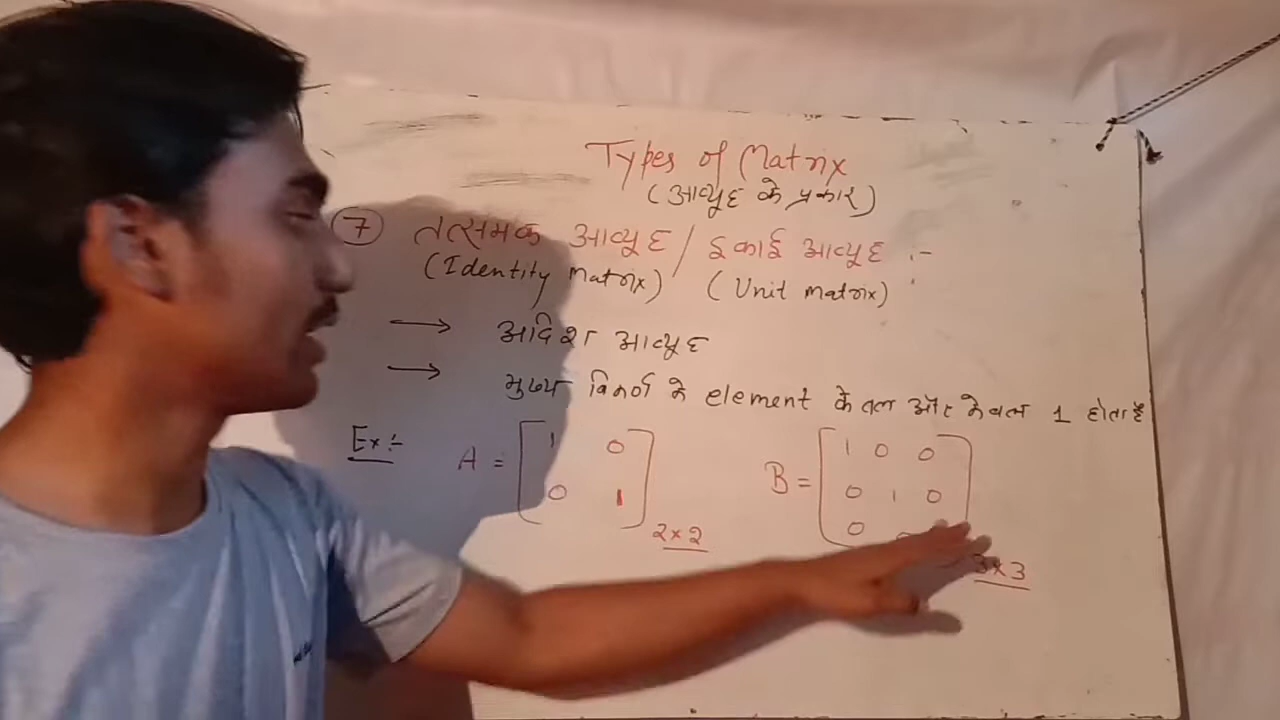 Types of Matrix
(आव्यूह के प्रकार)
7 तत्समक आव्यूह / इकाई आव्यूह :-
(Identity Matrix) (Unit Matrix)
→ अदिश आव्यूह
→ मुख्य विकर्ण के element केवल और केवल 1 होता है
Ex:- A = [ 1 0 B = [ 1 0 0
0 1 ] 2×2 0 1 0
0 ] 3×3